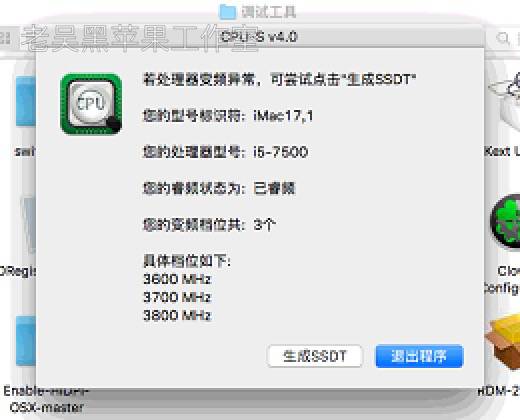 调试工具
老吴黑苹果工作室
CPU-S v4.0
若处理器变频异常，可尝试点击"生成SSDT"
您的型号标识符: iMac17,1
您的处理器型号: i5-7500
您的睿频状态为: 已睿频
您的变频档位共: 3个
具体档位如下:
3600 MHz
3700 MHz
3800 MHz
生成SSDT
退出程序
CPU
swi
Kext U
DRegis
Clov
Configu
Enable-HiDPI-
OSX-master
RDM-2